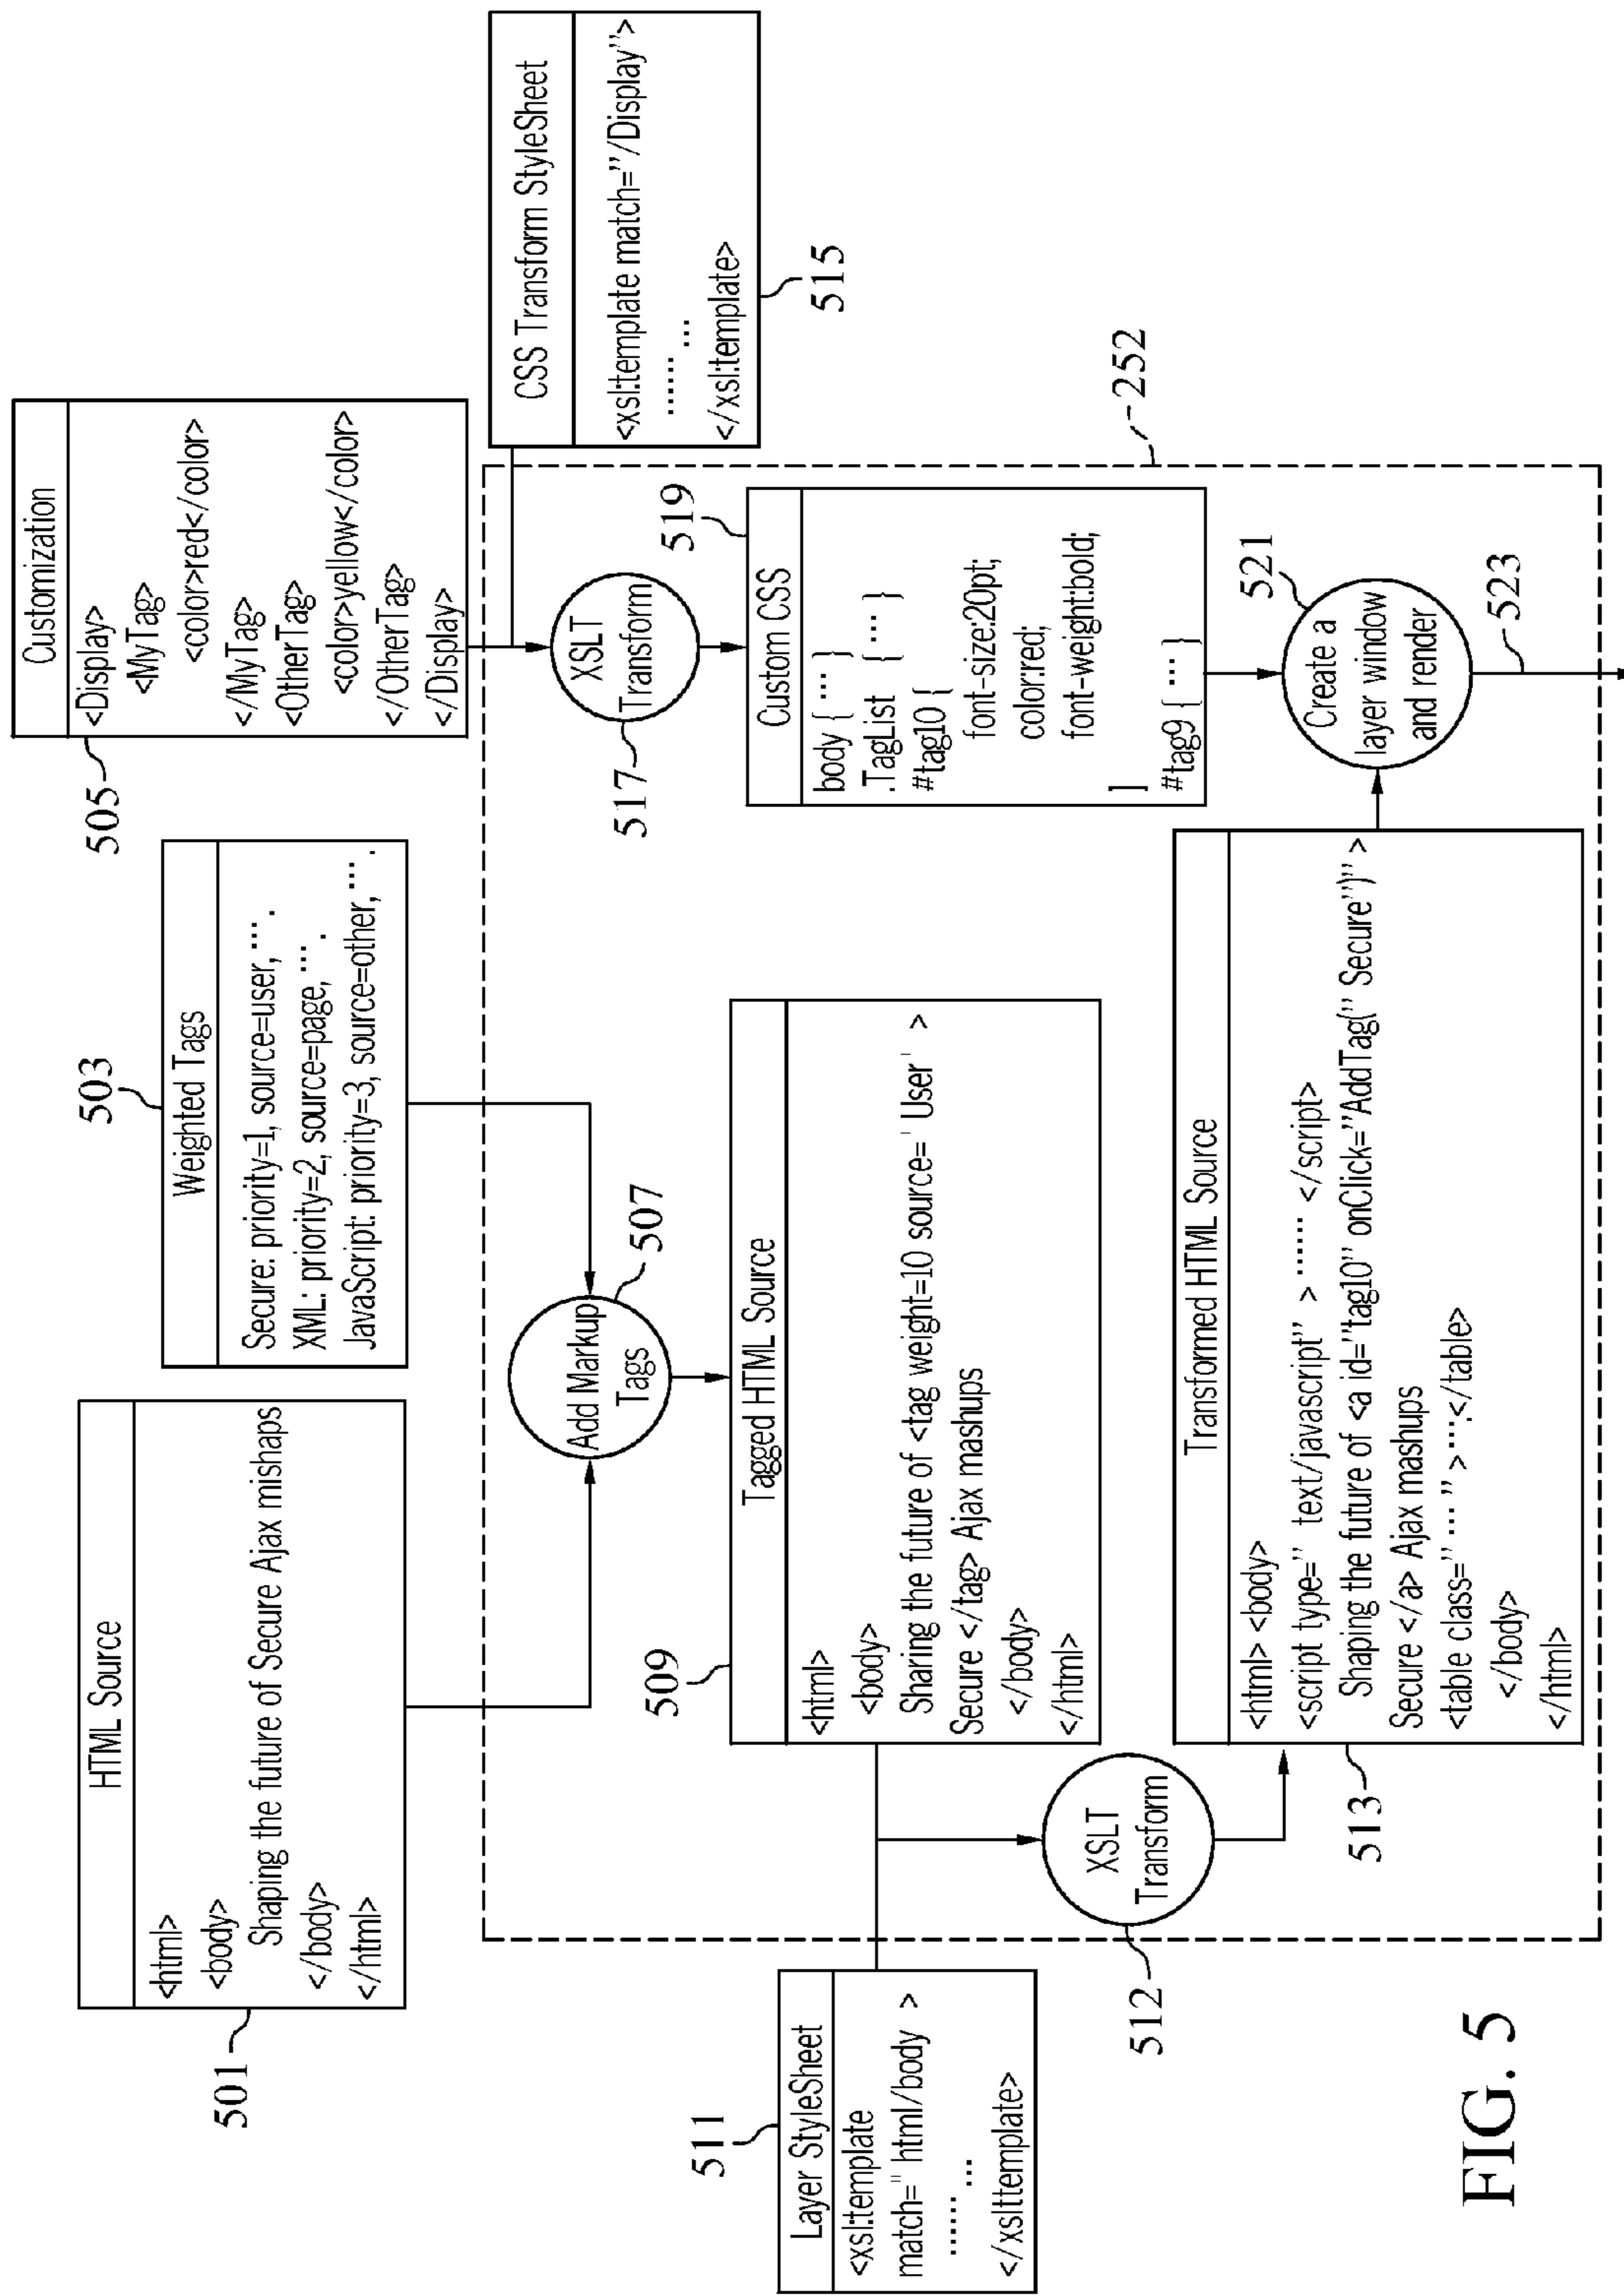 HTML Source
<html>
<body>
Shaping the future of Secure Ajax mishaps
</body>
</html>
501
503
Weighted Tags
Secure: priority=1, source=user, ... .
XML: priority=2, source=page, ... .
JavaScript: priority=3, source=other, ... .
505
Customization
<Display>
<MyTag>
<color>red</color>
</MyTag>
<OtherTag>
<color>yellow</color>
</OtherTag>
</Display>
CSS Transform StyleSheet
<xsl:template match="/Display">
...... ...
</xsl:template>
515
Add Markup
Tags
507
XSLT
Transform
517
252
511
Layer StyleSheet
<xsl:template
match=" html/body >
...... ...
</xslttemplate>
509
Tagged HTML Source
<html>
<body>
Sharing the future of <tag weight=10 source=' User ' >
Secure </tag> Ajax mashups
</body>
</html>
519
Custom CSS
body { ... }
.TagList { ... }
#tag10 {
font-size:20pt;
color:red;
font-weight:bold;
]
#tag9 { ... }
XSLT
Transform
512
Transformed HTML Source
<html> <body>
<script type=" text/javascript" > ...... </script>
Shaping the future of <a id="tag10" onClick="AddTag(" Secure")" >
Secure </a> Ajax mashups
<table class=" .... " > ....</table>
</body>
</html>
513
Create a
layer window
and render
521
523
FIG. 5